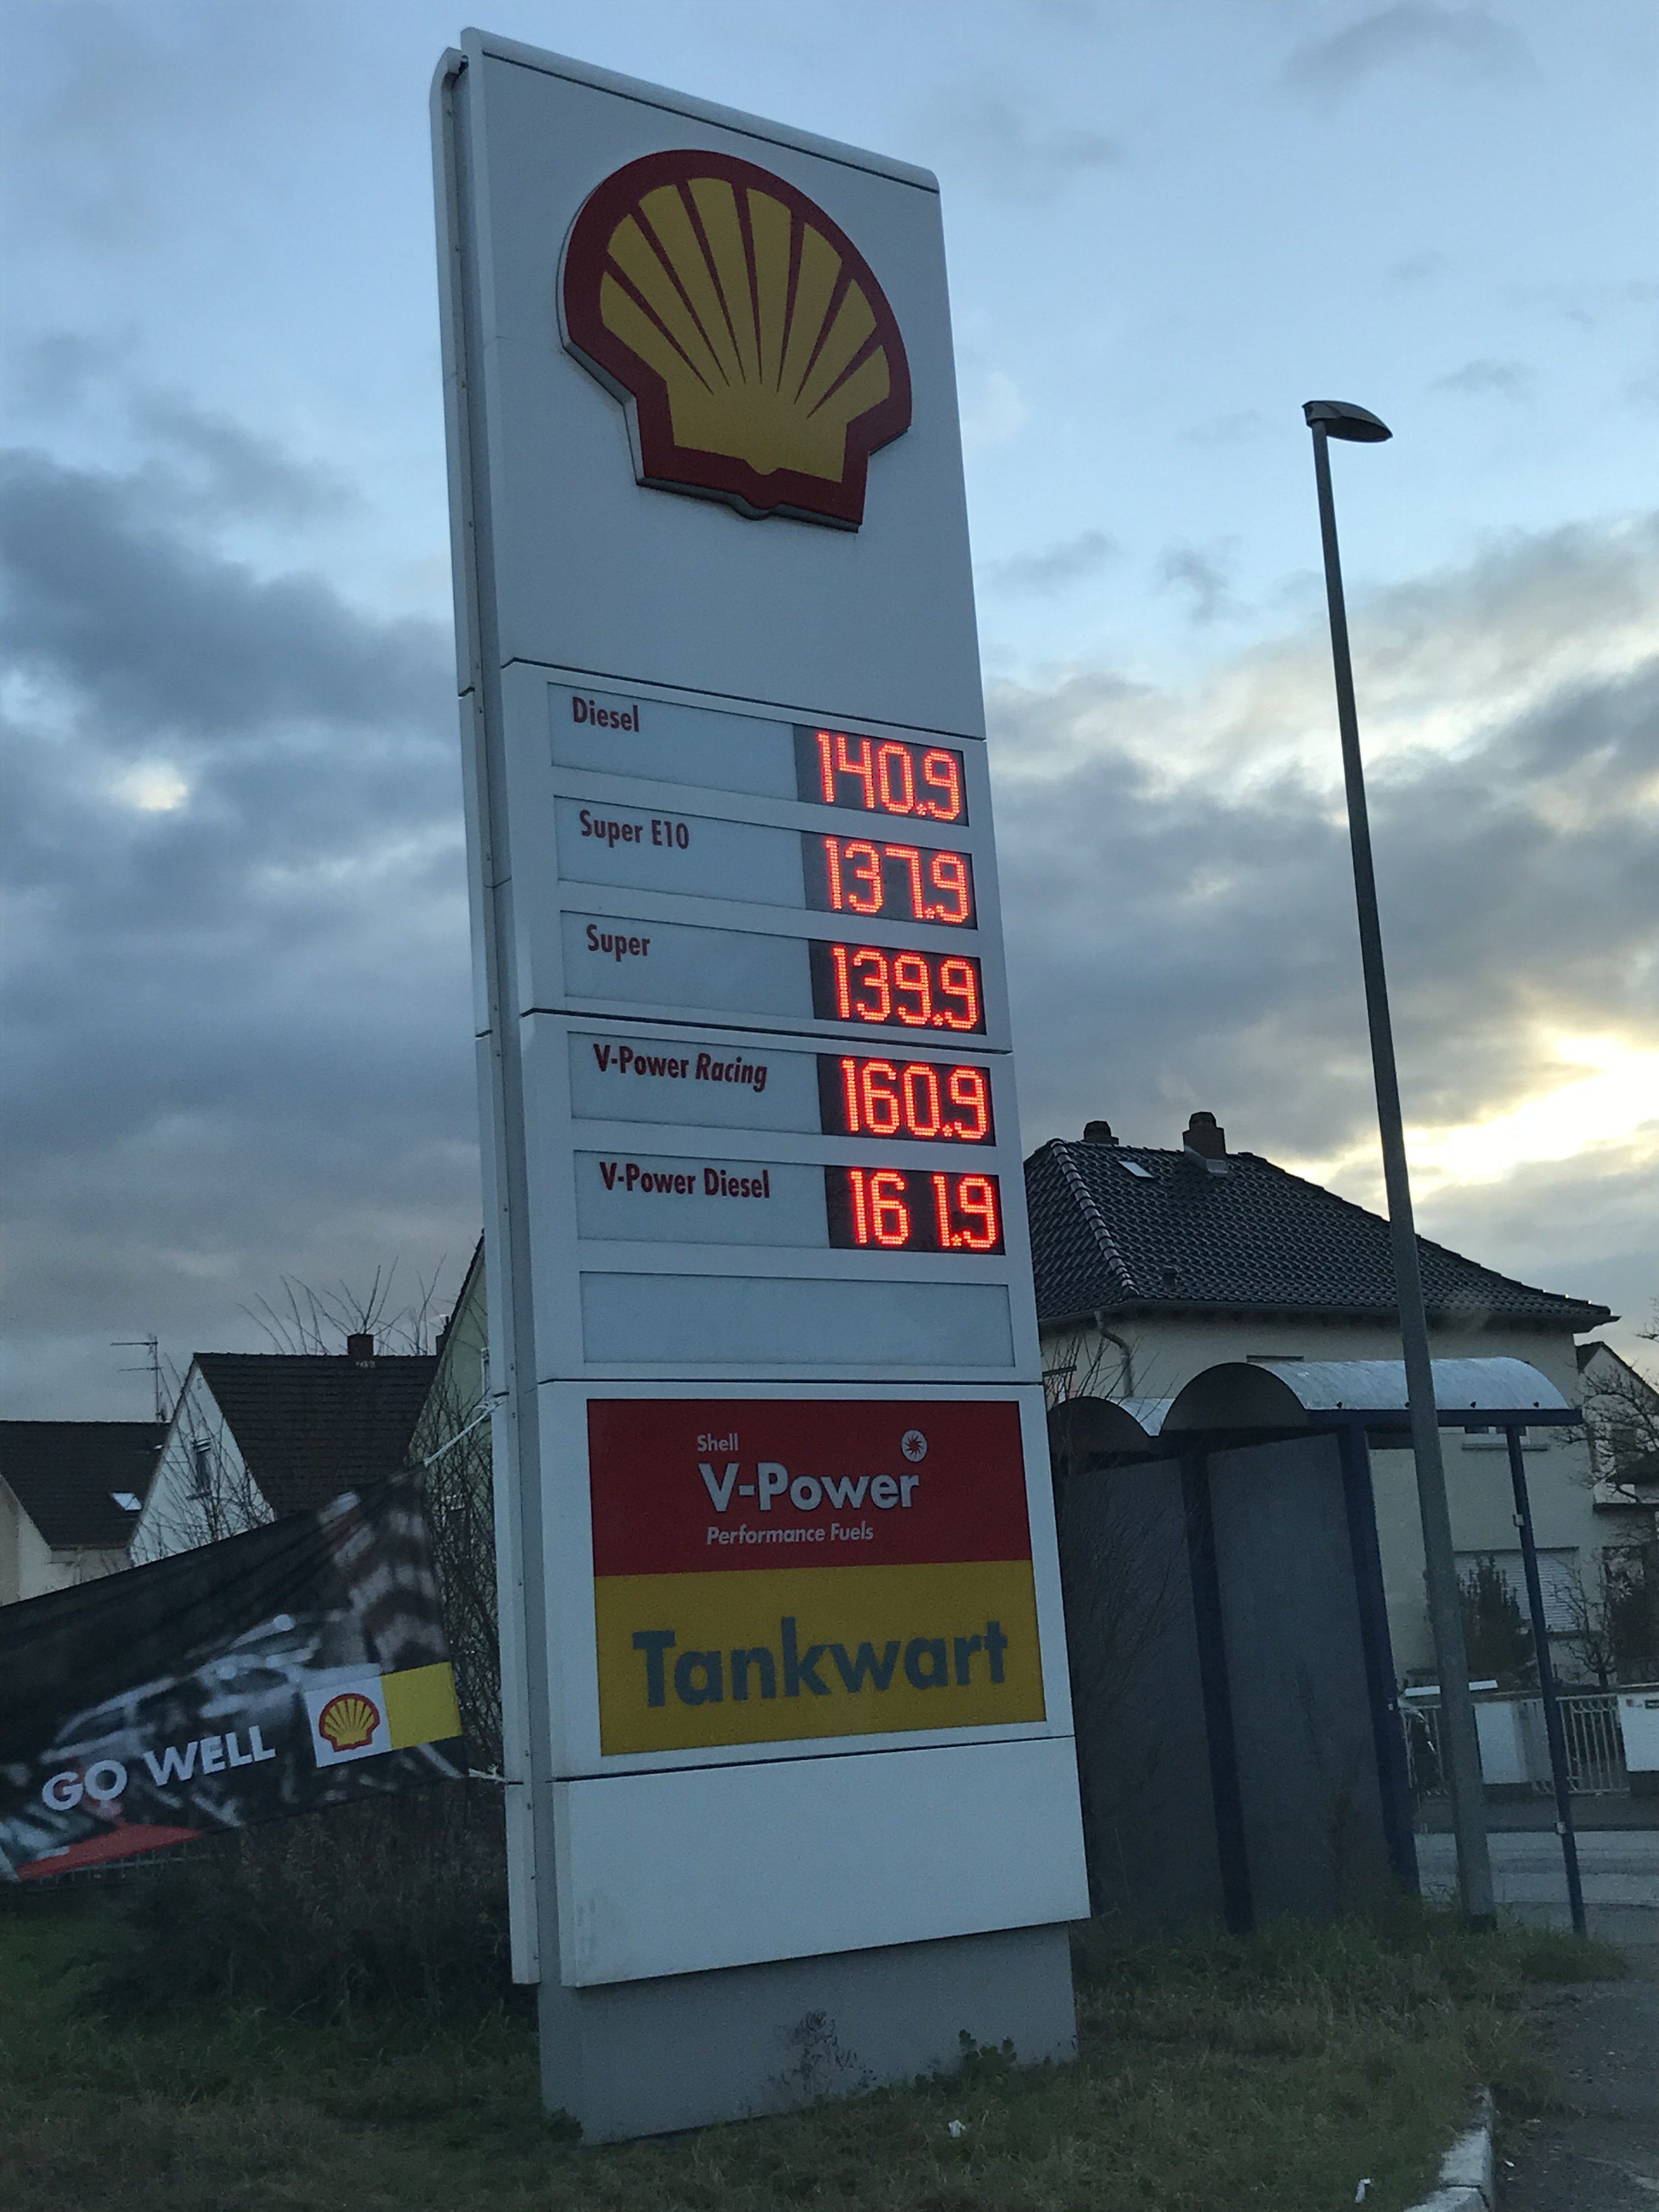 Diesel 140.9
Super E10 137.9
Super 139.9
V-Power Racing 160.9
V-Power Diesel 161.9
Shell
V-Power
Performance Fuels
Tankwart
GO WELL